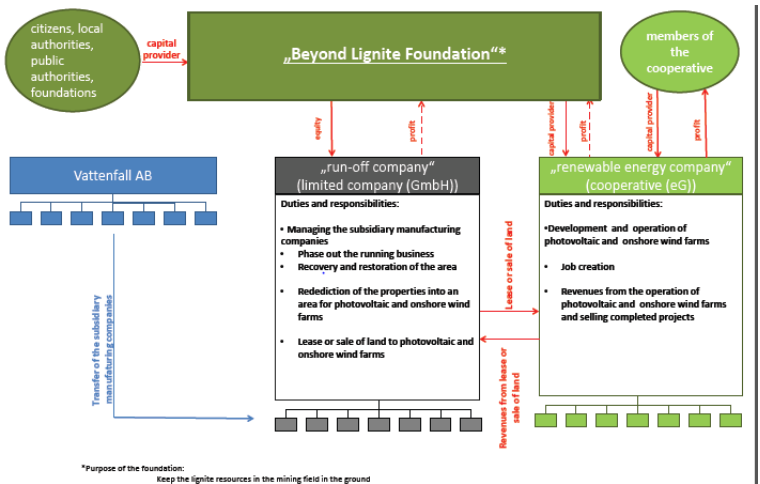 citizens, local
authorities,
public
authorities,
foundations
capital
provider
„Beyond Lignite Foundation“*
members of
the
cooperative
equity
profit
capital provider
profit
capital provider
profit
Vattenfall AB
„run-off company“
(limited company (GmbH))
„renewable energy company“
(cooperative (eG))
Duties and responsibilities:
• Managing the subsidiary manufacturing
companies
• Phase out the running business
• Recovery and restoration of the area
• Redediction of the properties into an
area for photovoltaic and onshore wind
farms
• Lease or sale of land to photovoltaic and
onshore wind farms
Duties and responsibilities:
•Development and operation of
photovoltaic and onshore wind farms
• Job creation
• Revenues from the operation of
photovoltaic and onshore wind farms
and selling completed projects
Lease or sale of land
Revenues from lease or
sale of land
Transfer of the subsidiary
manufaturing companies
*Purpose of the foundation:
Keep the lignite resources in the mining field in the ground